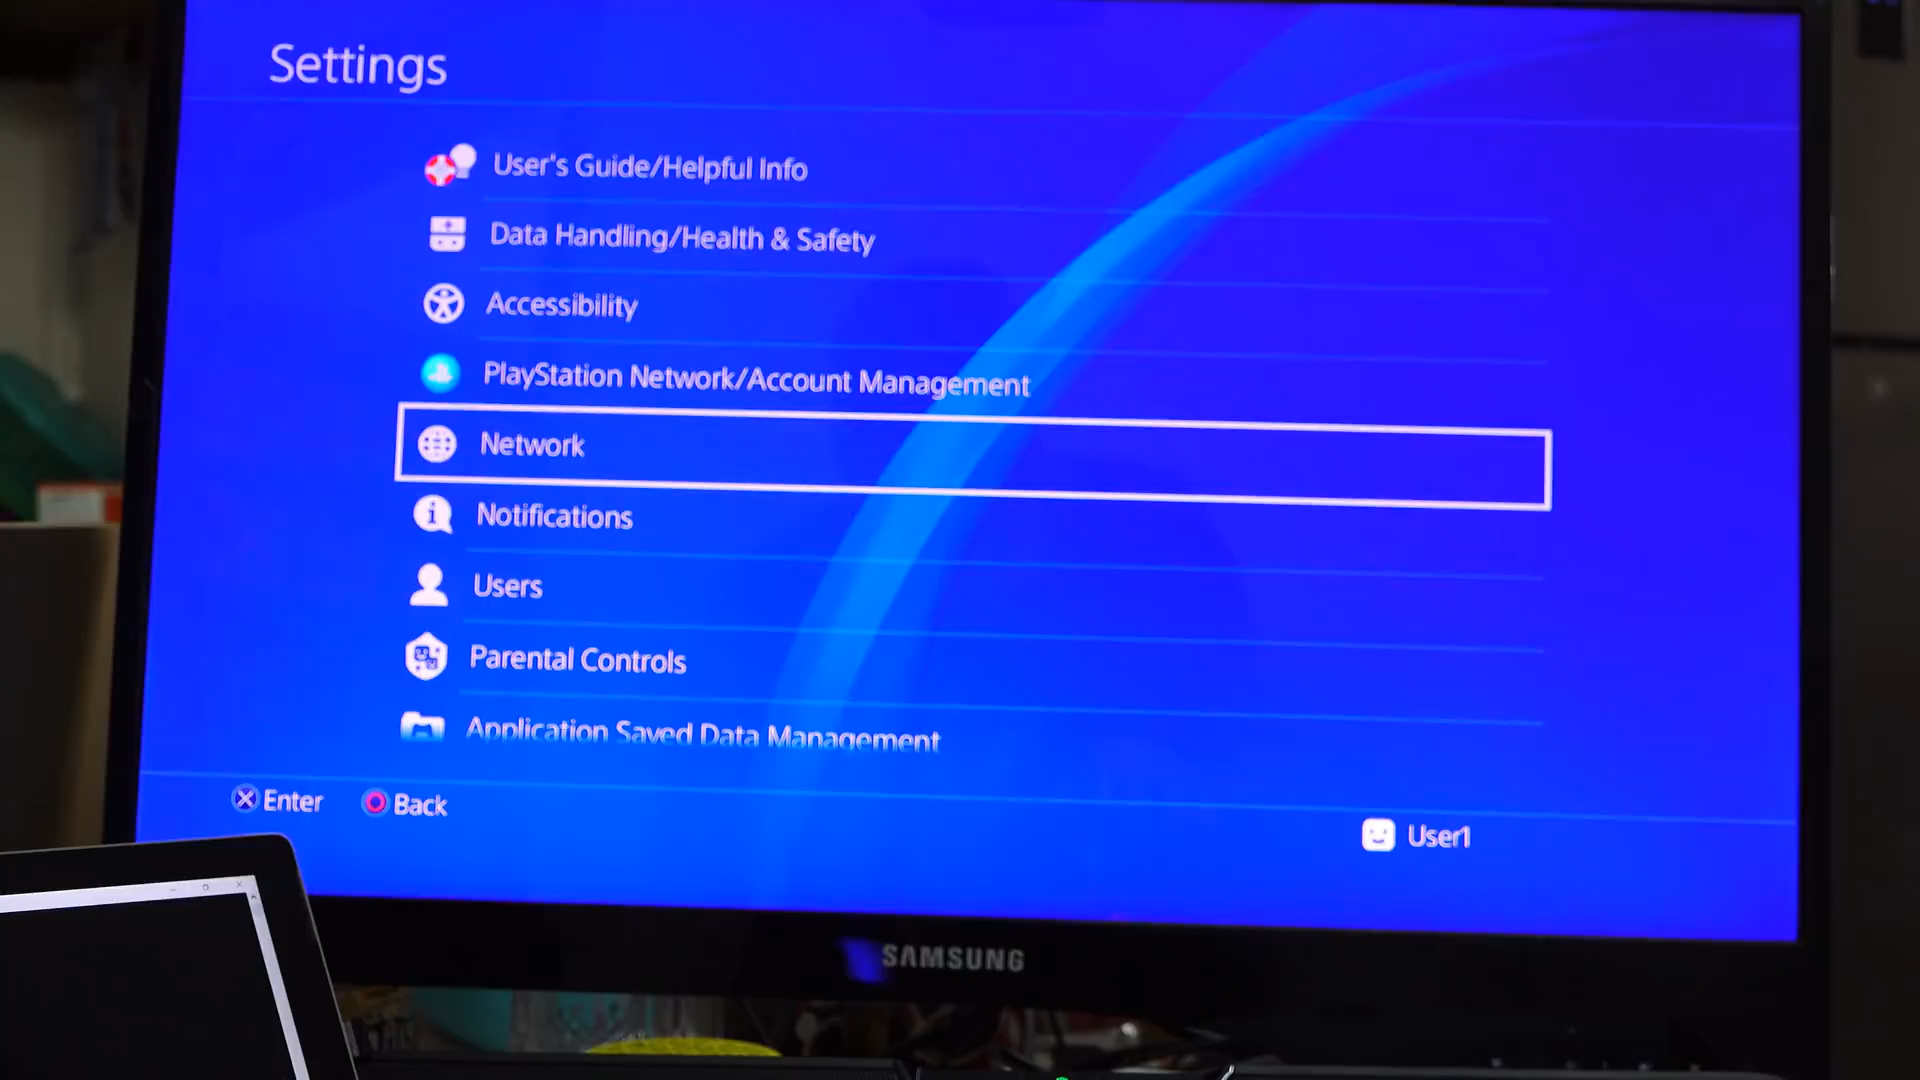 Settings
User's Guide/Helpful Info
Data Handling/Health & Safety
Accessibility
PlayStation Network/Account Management
Network
Notifications
Users
Parental Controls
Application Saved Data Management
Enter
Back
User1
SAMSUNG